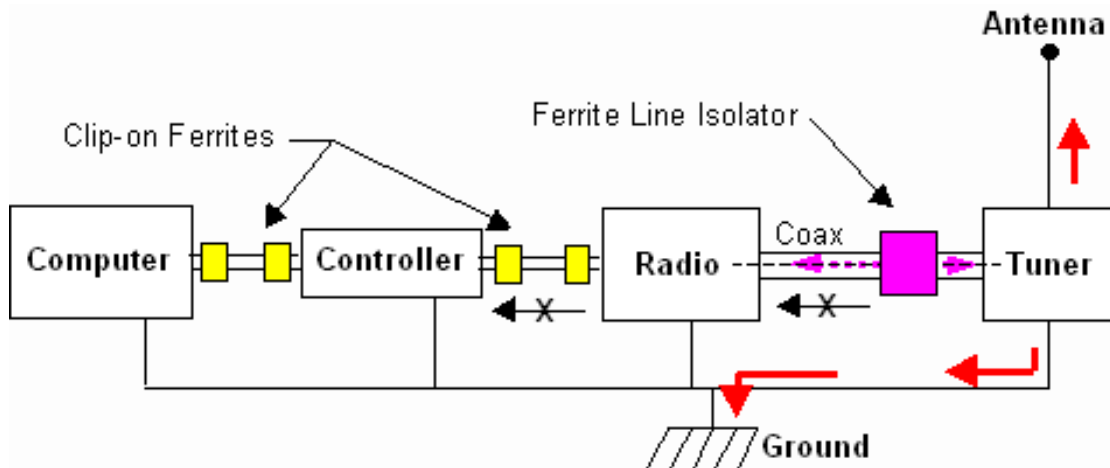 Antenna
Ferrite Line Isolator
Clip-on Ferrites
Computer
Controller
Radio
Coax
Tuner
X
X
Ground